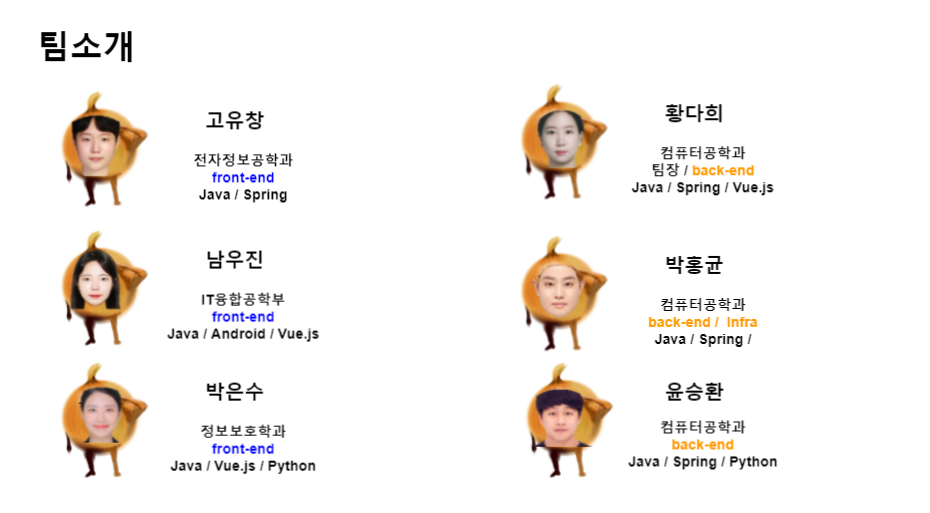 팀소개
고유창
전자정보공학과
front-end
Java / Spring
황다희
컴퓨터공학과
팀장 / back-end
Java / Spring / Vue.js
남우진
IT융합공학부
front-end
Java / Android / Vue.js
박홍균
컴퓨터공학과
back-end / Infra
Java / Spring /
박은수
정보보호학과
front-end
Java / Vue.js / Python
윤승환
컴퓨터공학과
back-end
Java / Spring / Python